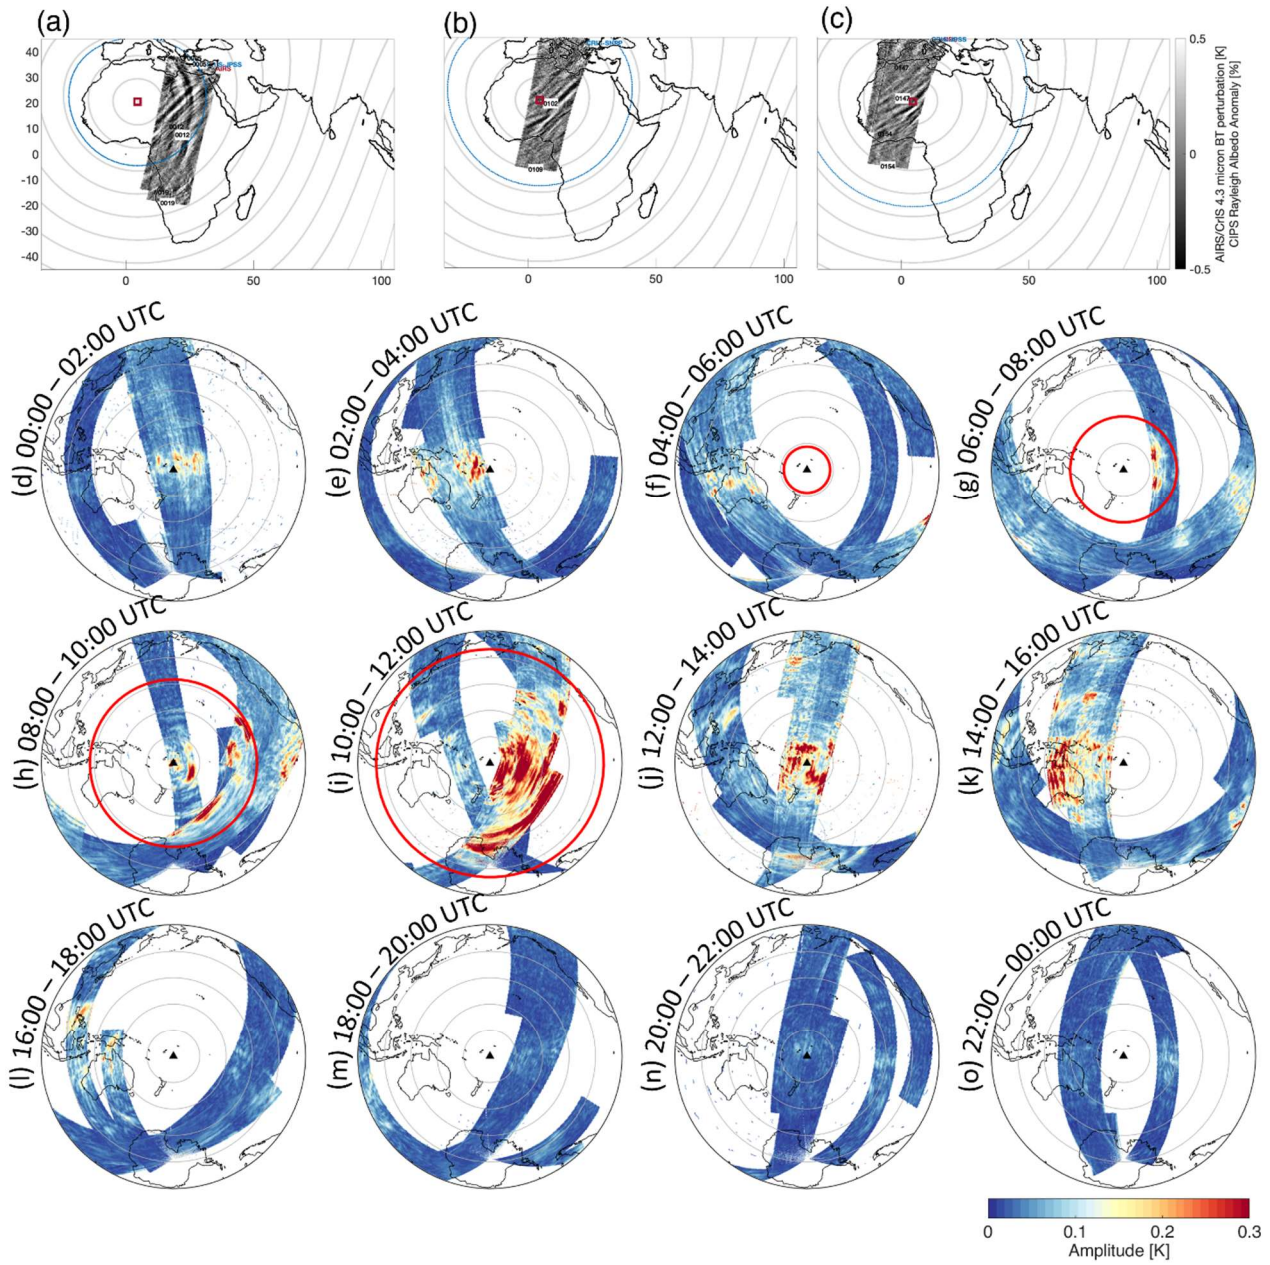 (a)
(b)
(c)
40
30
20
10
0
-10
-20
-30
-40
0012
0012
0019
0102
0109
0147
0147
0154
0154
0
50
100
0
50
100
0
50
100
0.5
0
-0.5
AIRS/CrIS 4.3 micron BT perturbation [K]
CIPS Rayleigh Albedo Anomaly [%]
(d) 00:00 – 02:00 UTC
(e) 02:00 – 04:00 UTC
(f) 04:00 – 06:00 UTC
(g) 06:00 – 08:00 UTC
(h) 08:00 – 10:00 UTC
(i) 10:00 – 12:00 UTC
(j) 12:00 – 14:00 UTC
(k) 14:00 – 16:00 UTC
(l) 16:00 – 18:00 UTC
(m) 18:00 – 20:00 UTC
(n) 20:00 – 22:00 UTC
(o) 22:00 – 00:00 UTC
0
0.1
0.2
0.3
Amplitude [K]